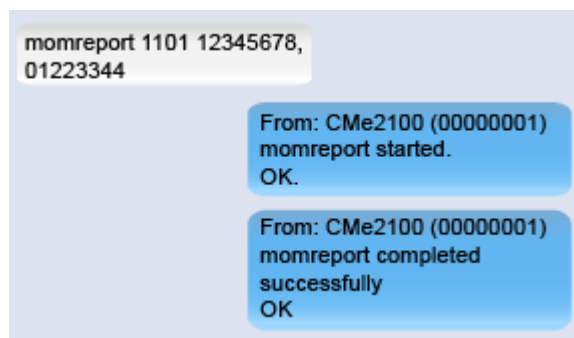 momreport 1101 12345678,
01223344
From: CMe2100 (00000001)
momreport started.
OK.
From: CMe2100 (00000001)
momreport completed
successfully
OK